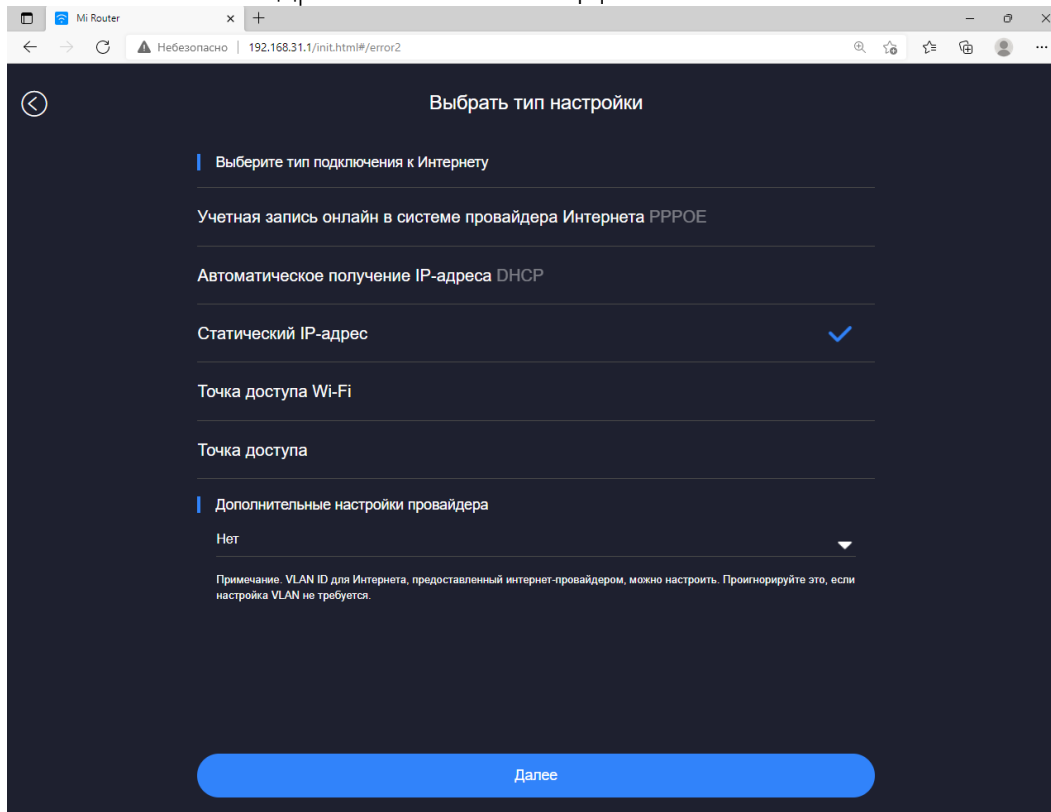 Mi Router
Небезопасно | 192.168.31.1/init.html#/error2
Выбрать тип настройки
Выберите тип подключения к Интернету
Учетная запись онлайн в системе провайдера Интернета PPPOE
Автоматическое получение IP-адреса DHCP
Статический IP-адрес
Точка доступа Wi-Fi
Точка доступа
Дополнительные настройки провайдера
Нет
Примечание. VLAN ID для Интернета, предоставленный интернет-провайдером, можно настроить. Проигнорируйте это, если
настройка VLAN не требуется.
Далее